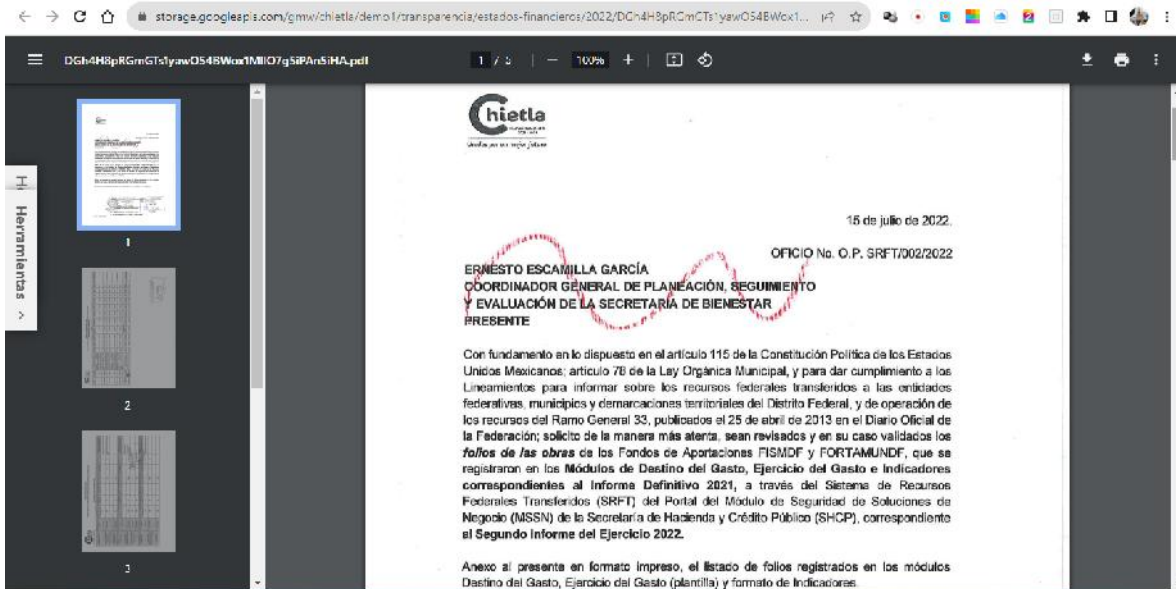 storage.googleapis.com/gmw/chietla/demo1/transparencia/estados-financieros/2022/DGh4H8pRGmGTs1yawO54BWox1...
1 / 5 | — 100% +
Chietla
Unidos por un mejor futuro
15 de julio de 2022.
OFICIO No. O.P. SRFT/002/2022
ERNESTO ESCAMILLA GARCÍA
COORDINADOR GENERAL DE PLANEACIÓN, SEGUIMIENTO
Y EVALUACIÓN DE LA SECRETARÍA DE BIENESTAR
PRESENTE
Con fundamento en lo dispuesto en el artículo 115 de la Constitución Política de los Estados
Unidos Mexicanos; artículo 78 de la Ley Orgánica Municipal, y para dar cumplimiento a los
Lineamientos para informar sobre los recursos federales transferidos a las entidades
federativas, municipios y demarcaciones territoriales del Distrito Federal, y de operación de
los recursos del Ramo General 33, publicados el 25 de abril de 2013 en el Diario Oficial de
la Federación; solicito de la manera más atenta, sean revisados y en su caso validados los
folios de las obras de los Fondos de Aportaciones FISMDF y FORTAMUNDF, que se
registraron en los Módulos de Destino del Gasto, Ejercicio del Gasto e Indicadores
correspondientes al Informe Definitivo 2021, a través del Sistema de Recursos
Federales Transferidos (SRFT) del Portal del Módulo de Seguridad de Soluciones de
Negocio (MSSN) de la Secretaría de Hacienda y Crédito Público (SHCP), correspondiente
al Segundo Informe del Ejercicio 2022.
Anexo al presente en formato impreso, el listado de folios registrados en los módulos
Destino del Gasto, Ejercicio del Gasto (plantilla) y formato de Indicadores.
Herramientas
1
2
3